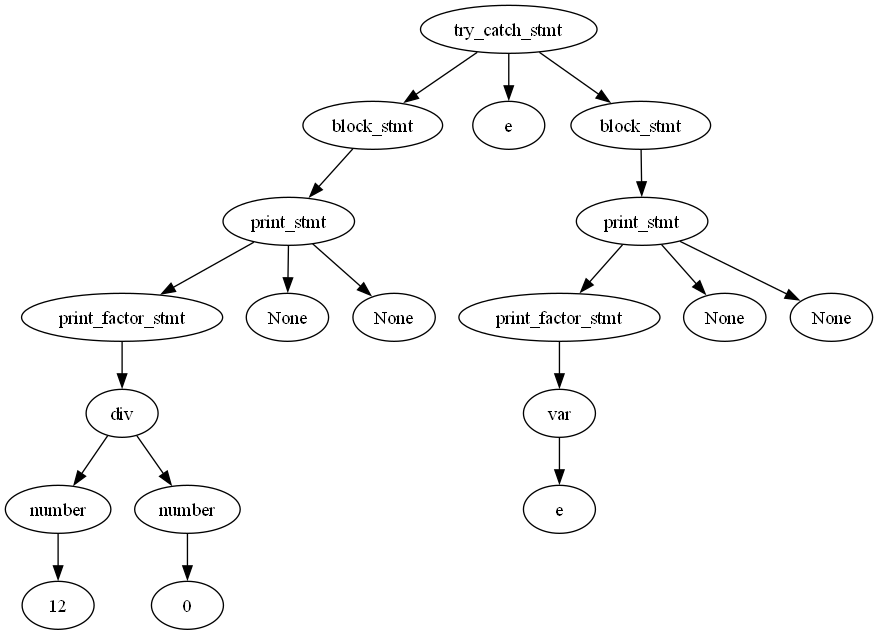 try_catch_stmt
block_stmt
e
block_stmt
print_stmt
print_stmt
print_factor_stmt
None
None
print_factor_stmt
None
None
div
var
number
number
e
12
0